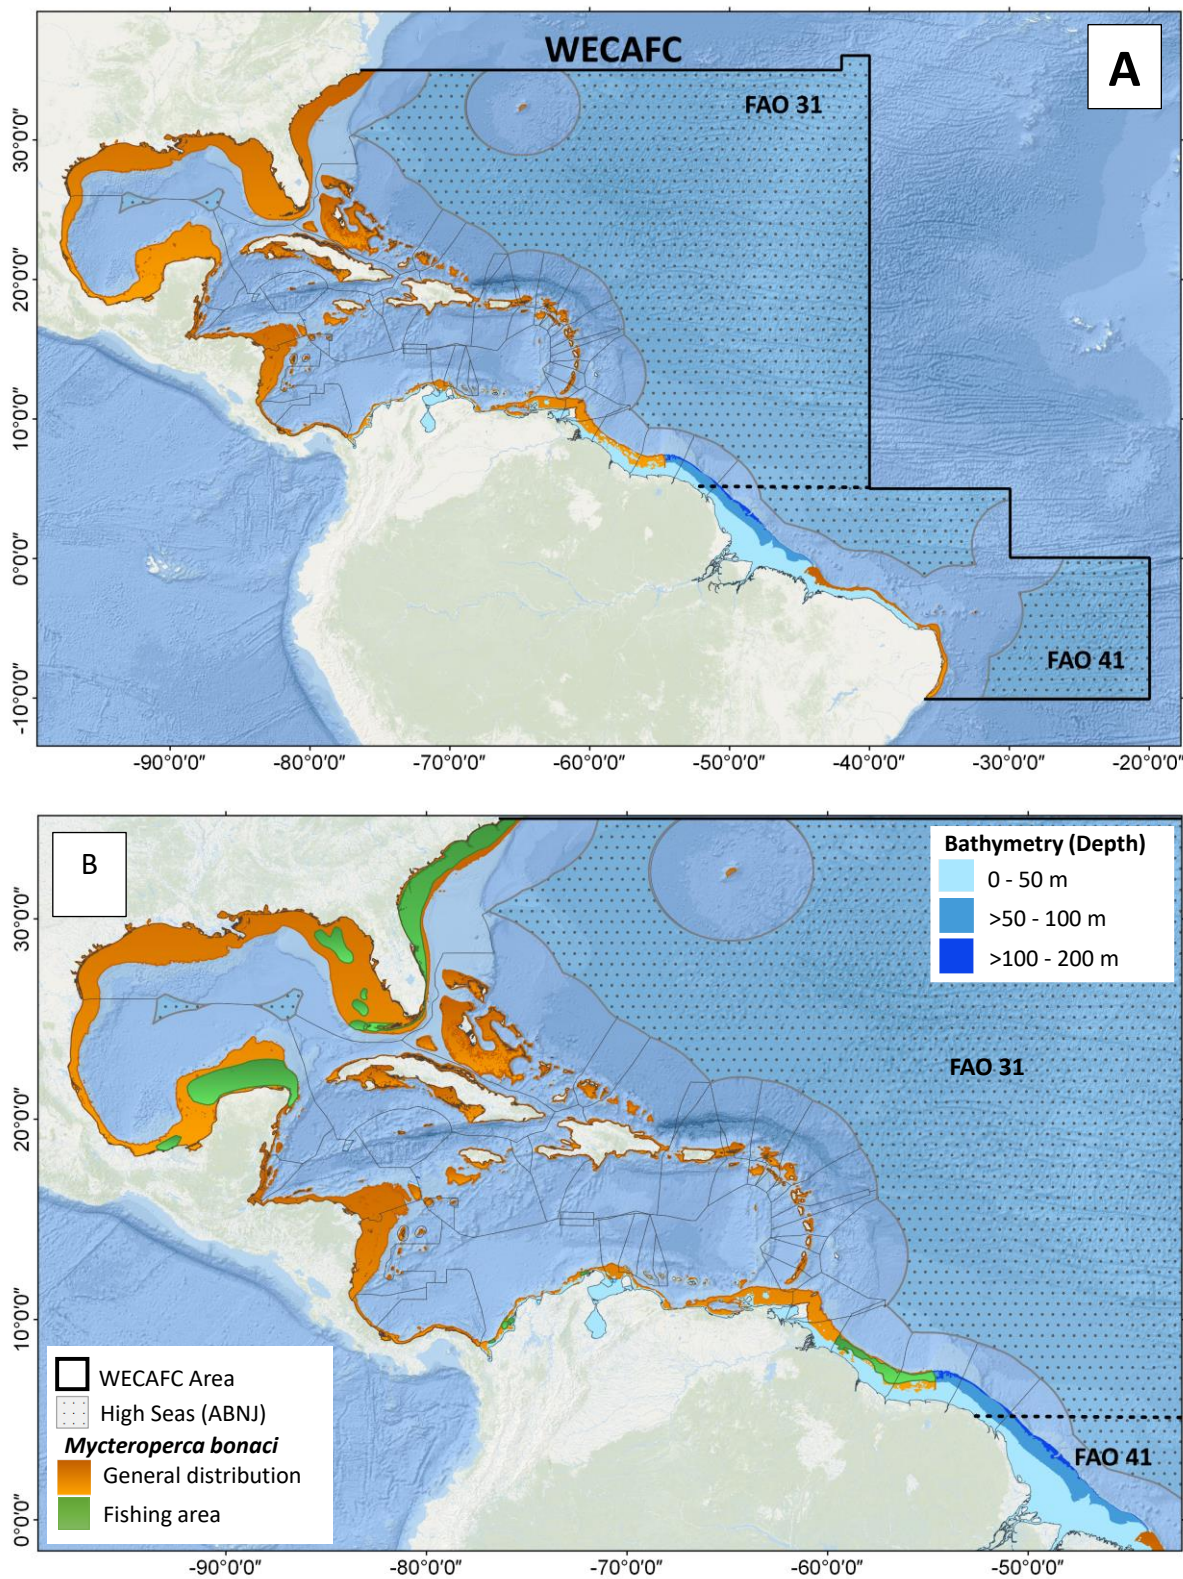 WECAFC
A
FAO 31
30°0'0"
20°0'0"
10°0'0"
0°0'0"
-10°0'0"
FAO 41
-90°0'0" -80°0'0" -70°0'0" -60°0'0" -50°0'0" -40°0'0" -30°0'0" -20°0'0"
B
Bathymetry (Depth)
0 - 50 m
>50 - 100 m
>100 - 200 m
30°0'0"
FAO 31
20°0'0"
10°0'0"
WECAFC Area
High Seas (ABNJ)
Mycteroperca bonaci
General distribution
Fishing area
FAO 41
0°0'0"
-90°0'0" -80°0'0" -70°0'0" -60°0'0" -50°0'0"